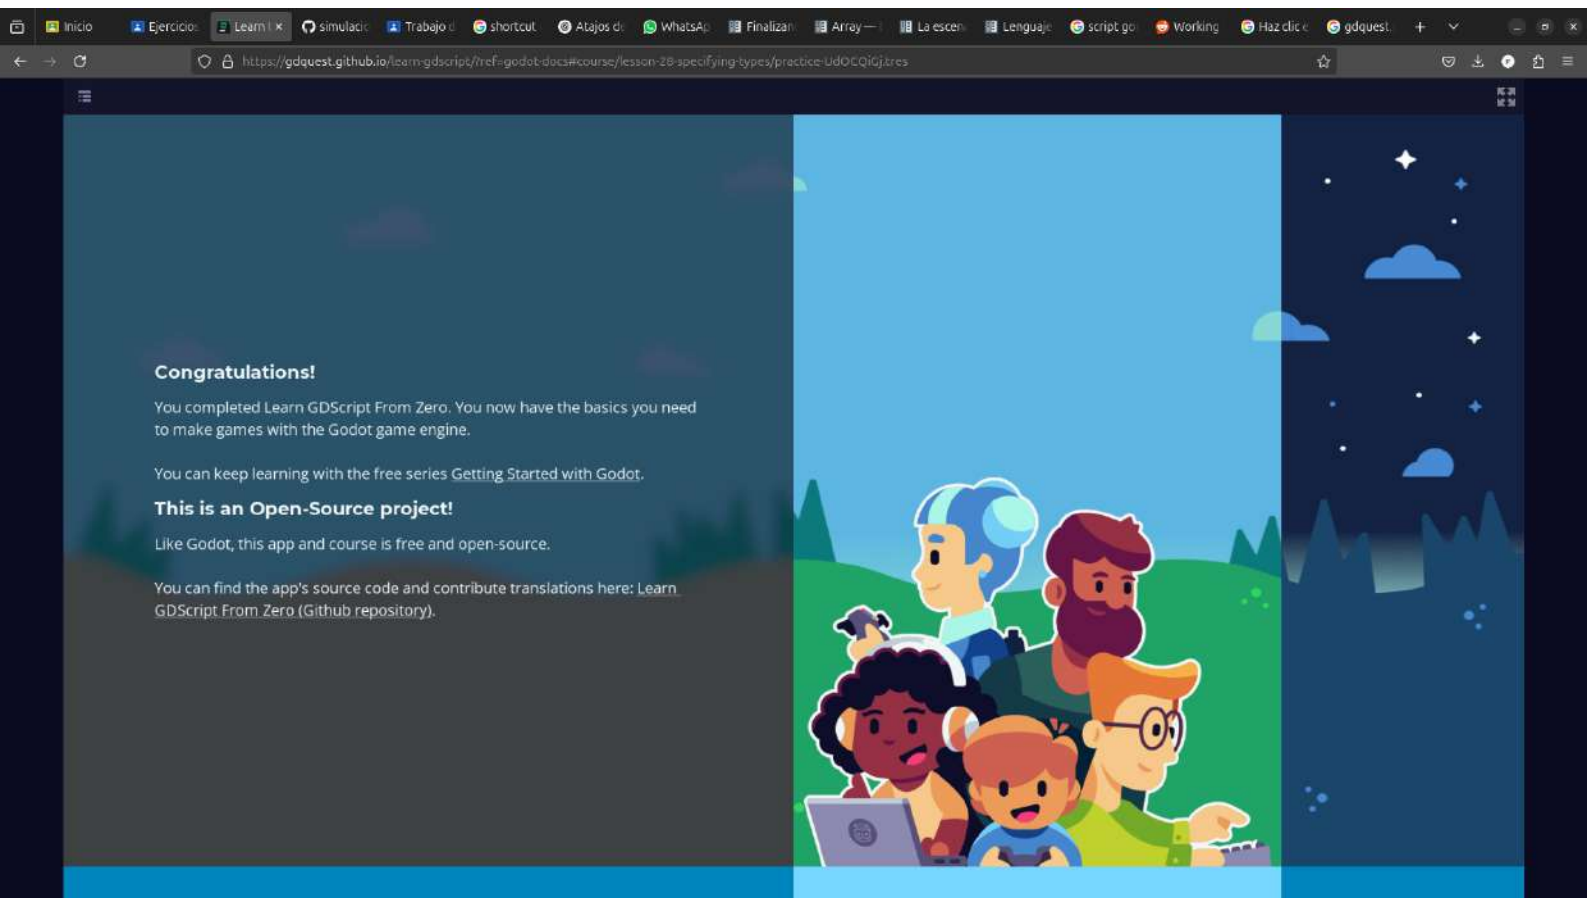 Inicio
Ejercicios
Learn
simulacio
Trabajo d
shortcut
Atajos de
WhatsAp
Finalizan
Array —
La escen
Lenguaje
script go
Working
Haz clic e
gdquest
https://gdquest.github.io/learn-gdscript//?ref=godot-docs#course/lesson-28-specifying-types/practice-UdOCQiGj.tres
Congratulations!
You completed Learn GDScript From Zero. You now have the basics you need
to make games with the Godot game engine.
You can keep learning with the free series Getting Started with Godot.
This is an Open-Source project!
Like Godot, this app and course is free and open-source.
You can find the app's source code and contribute translations here: Learn
GDScript From Zero (Github repository).